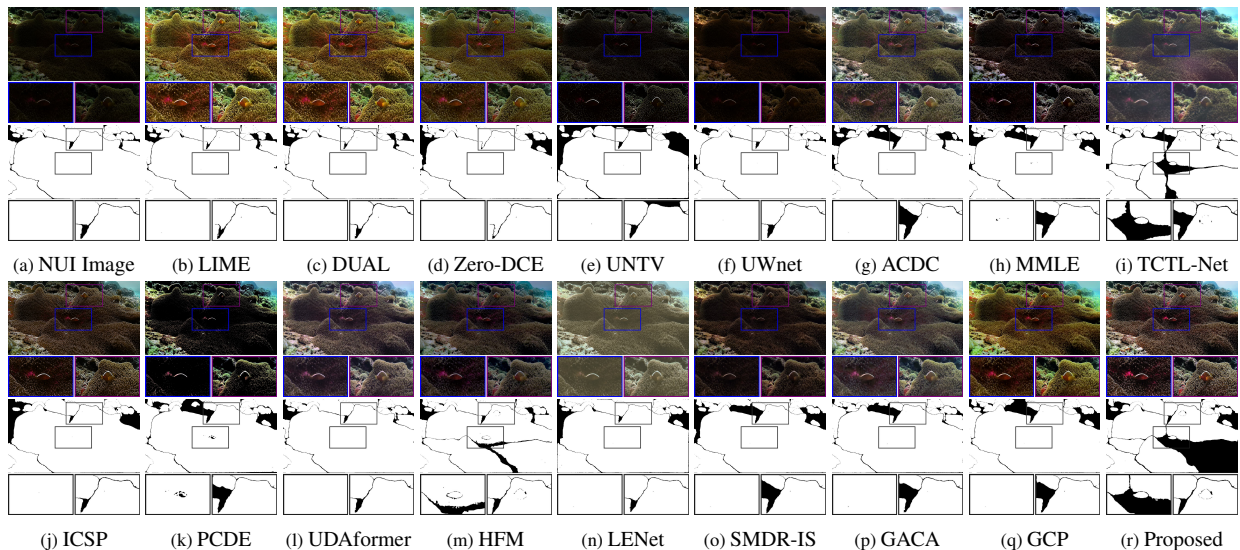 (a) NUI Image (b) LIME (c) DUAL (d) Zero-DCE (e) UNTV (f) UWnet (g) ACDC (h) MMLE (i) TCTL-Net
(j) ICSP (k) PCDE (l) UDAformer (m) HFM (n) LENet (o) SMDR-IS (p) GACA (q) GCP (r) Proposed